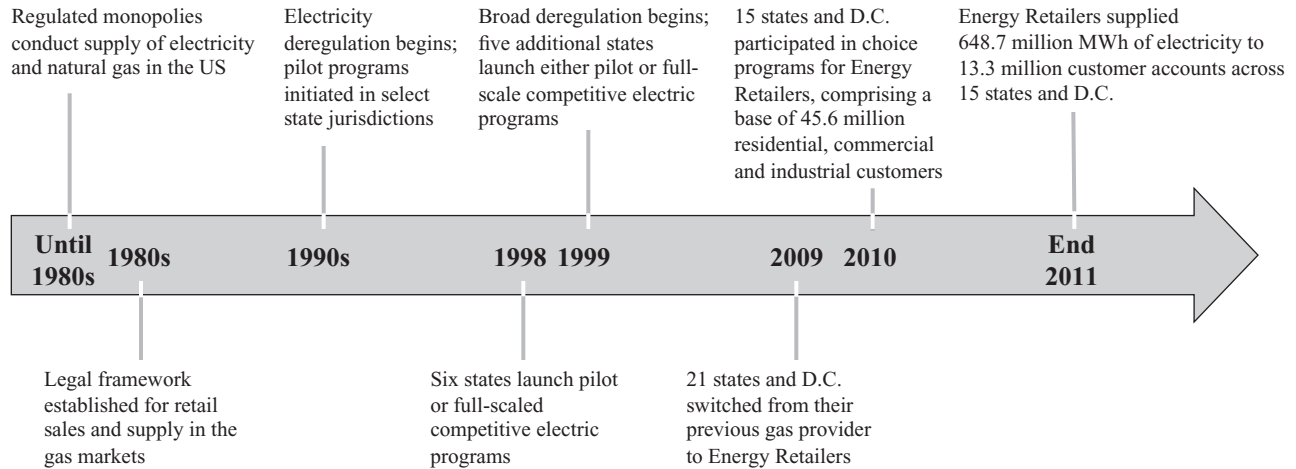 Regulated monopolies
conduct supply of electricity
and natural gas in the US
Electricity
deregulation begins;
pilot programs
initiated in select
state jurisdictions
Broad deregulation begins;
five additional states
launch either pilot or full-
scale competitive electric
programs
15 states and D.C.
participated in choice
programs for Energy
Retailers, comprising a
base of 45.6 million
residential, commercial
and industrial customers
Energy Retailers supplied
648.7 million MWh of electricity to
13.3 million customer accounts across
15 states and D.C.
Until
1980s
1980s
1990s
1998
1999
2009
2010
End
2011
Legal framework
established for retail
sales and supply in the
gas markets
Six states launch pilot
or full-scaled
competitive electric
programs
21 states and D.C.
switched from their
previous gas provider
to Energy Retailers